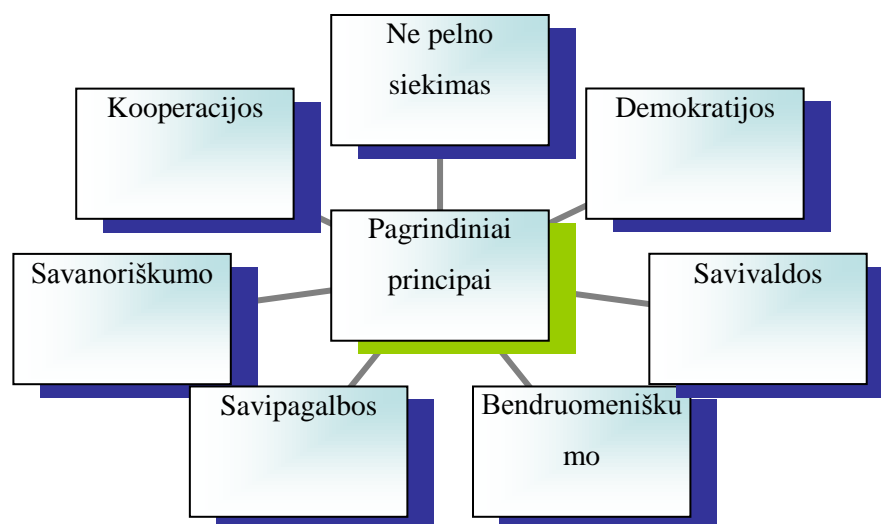 Ne pelno
siekimas
Kooperacijos
Demokratijos
Pagrindiniai
principai
Savanoriškumo
Savivaldos
Savipagalbos
Bendruomenišku
mo